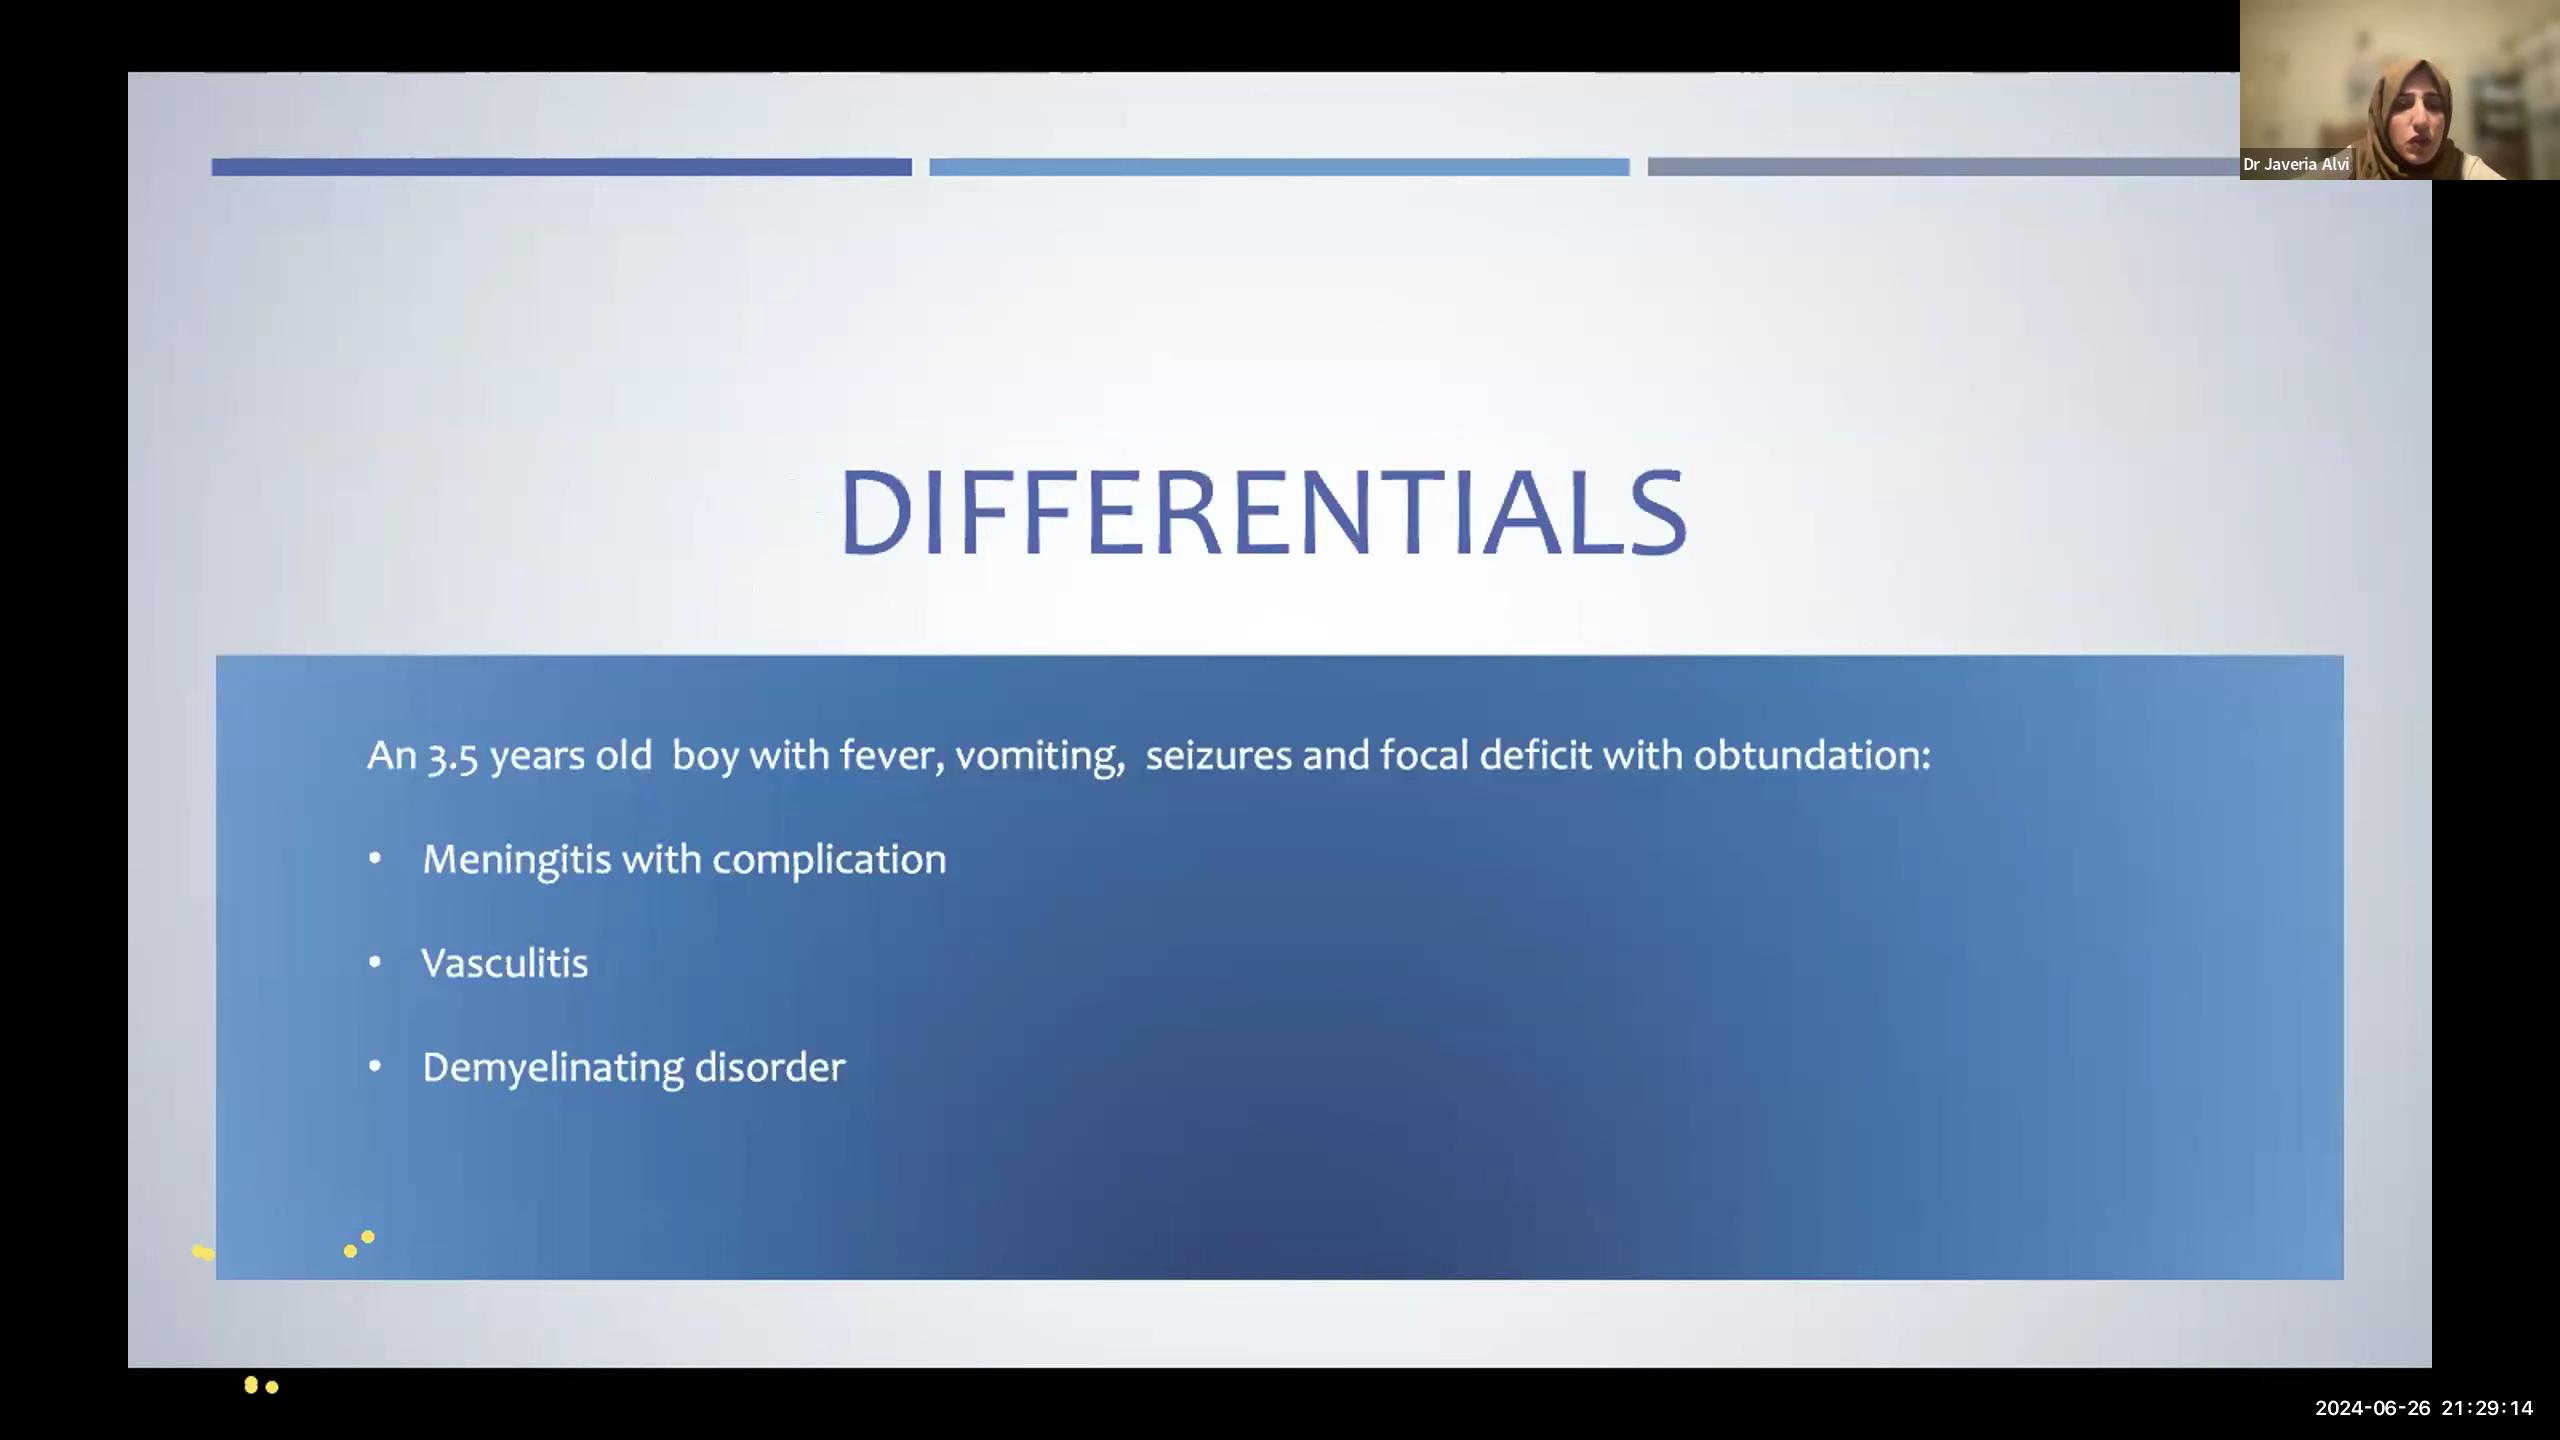 Dr Javeria Alvi
DIFFERENTIALS
An 3.5 years old  boy with fever, vomiting,  seizures and focal deficit with obtundation:
• Meningitis with complication
• Vasculitis
• Demyelinating disorder
2024-06-26 21:29:14